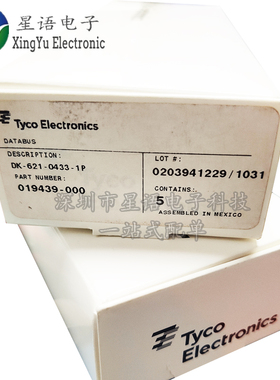 星语电子
XingYu Electronic
Tyco Electronics
DATABUS
DESCRIPTION:
DK-621-0433-1P
PART NUMBER:
019439-000
LOT #:
0203941229/1031
CONTAINS:
5
ASSEMBLED IN MEXICO
深圳市星语电子科技
一站式配单
Tyco
Electronics